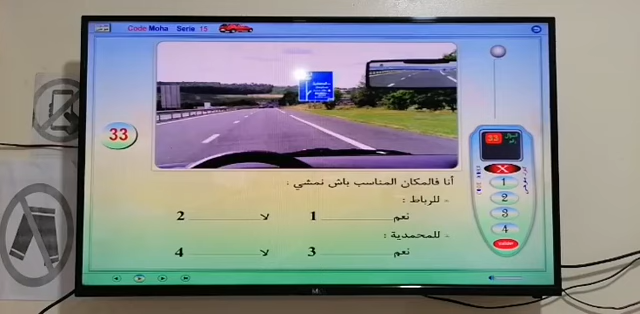 Code Moha Serie 15
33
أنا فالمكان المناسب باش نمشي :
- للرباط :
نعم 1 لا 2
- للمحمدية :
نعم 3 لا 4
33
X
1
2
3
4